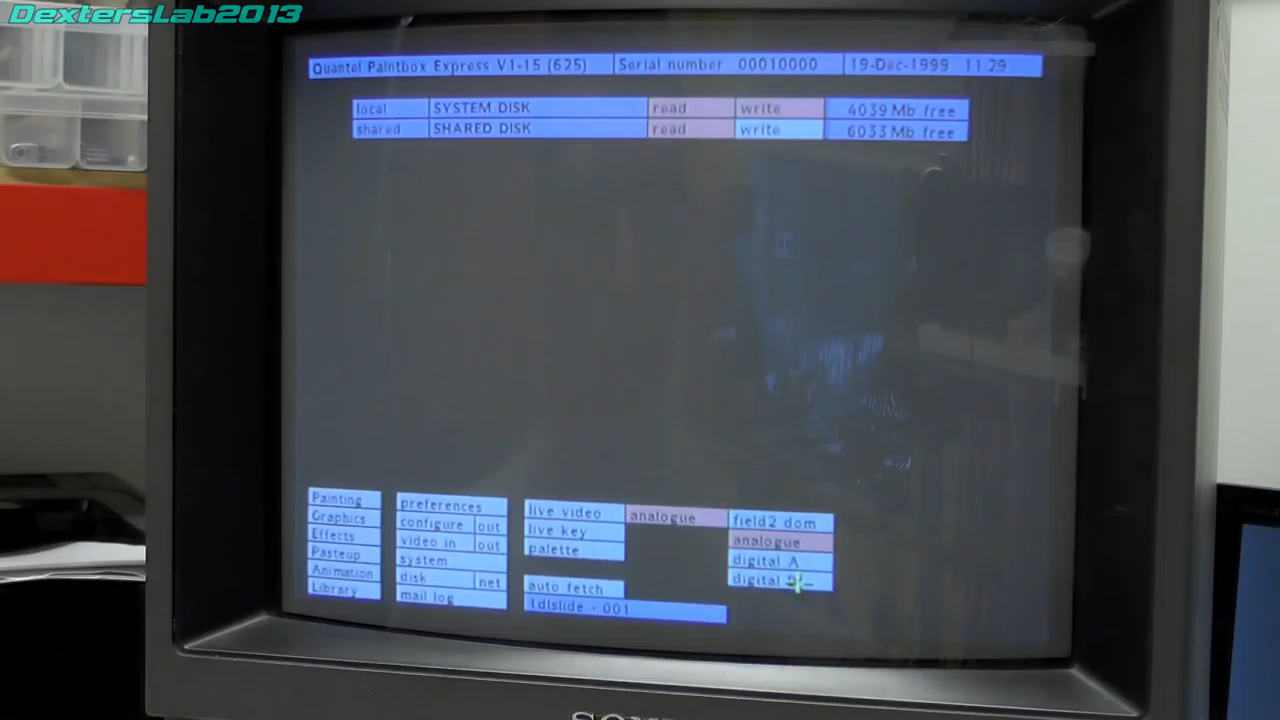 DextersLab2013
Quantel Paintbox Express V1-15 (625) Serial number 00010000 19-Dec-1999 11:29
local SYSTEM DISK read write 4039 Mb free
shared SHARED DISK read write 6033 Mb free
Painting preferences live video analogue field2 dom
Graphics configure out live key analogue
Effects video in out palette digital A
Pasteup system digital
Animation disk net auto fetch
Library mail log 1dlslide - 001
SONY